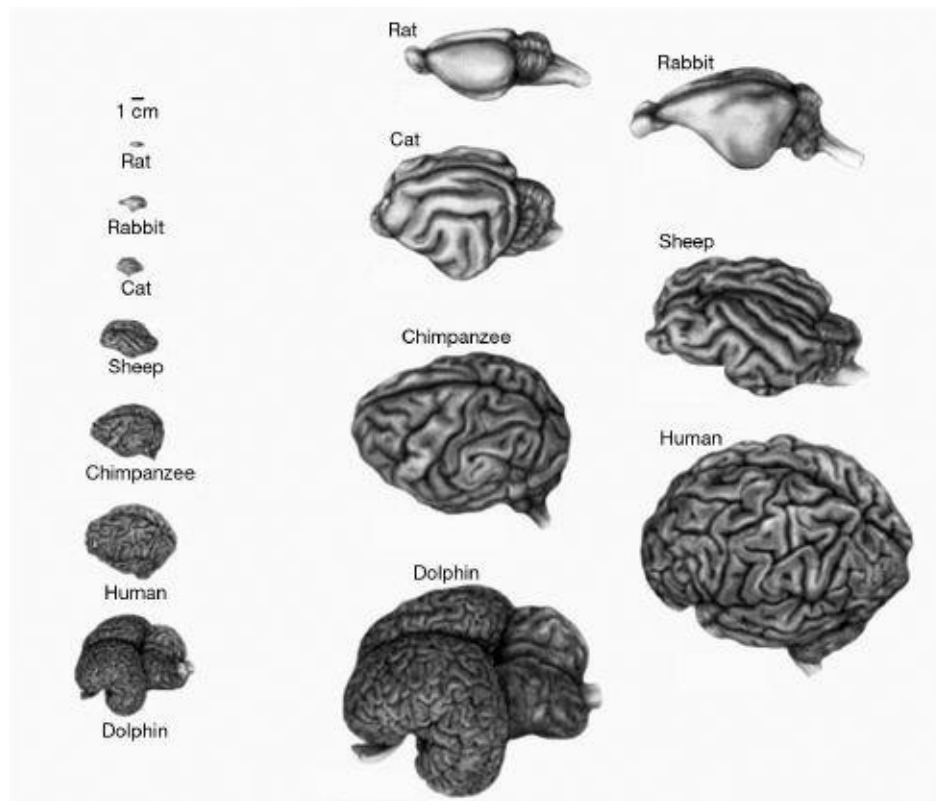 1 cm
Rat
Rabbit
Cat
Sheep
Chimpanzee
Human
Dolphin
Rat
Rabbit
Cat
Sheep
Chimpanzee
Human
Dolphin